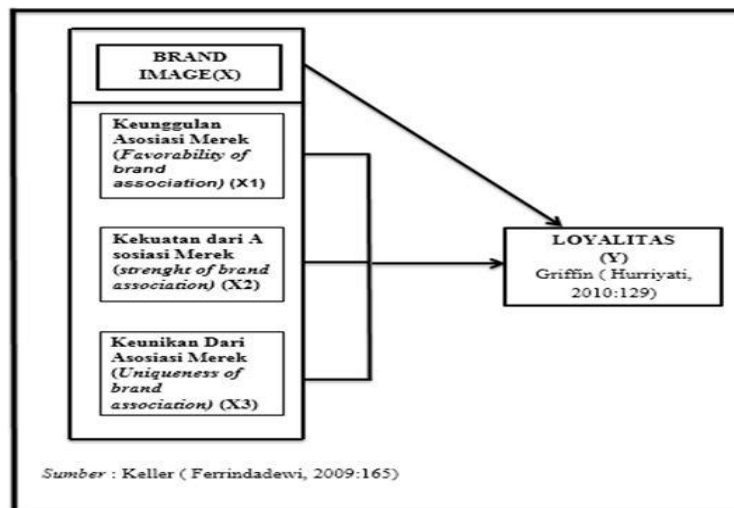 BRAND
IMAGE(X)
Keunggulan
Asosiasi Merek
(Favorability of
brand
association) (X1)
Kekuatan dari A
sosiasi Merek
(strenght of brand
association) (X2)
Keunikan Dari
Asosiasi Merek
(Uniqueness of
brand
association) (X3)
LOYALITAS
(Y)
Griffin ( Hurriyati,
2010:129)
Sumber : Keller ( Ferrindadewi, 2009:165)